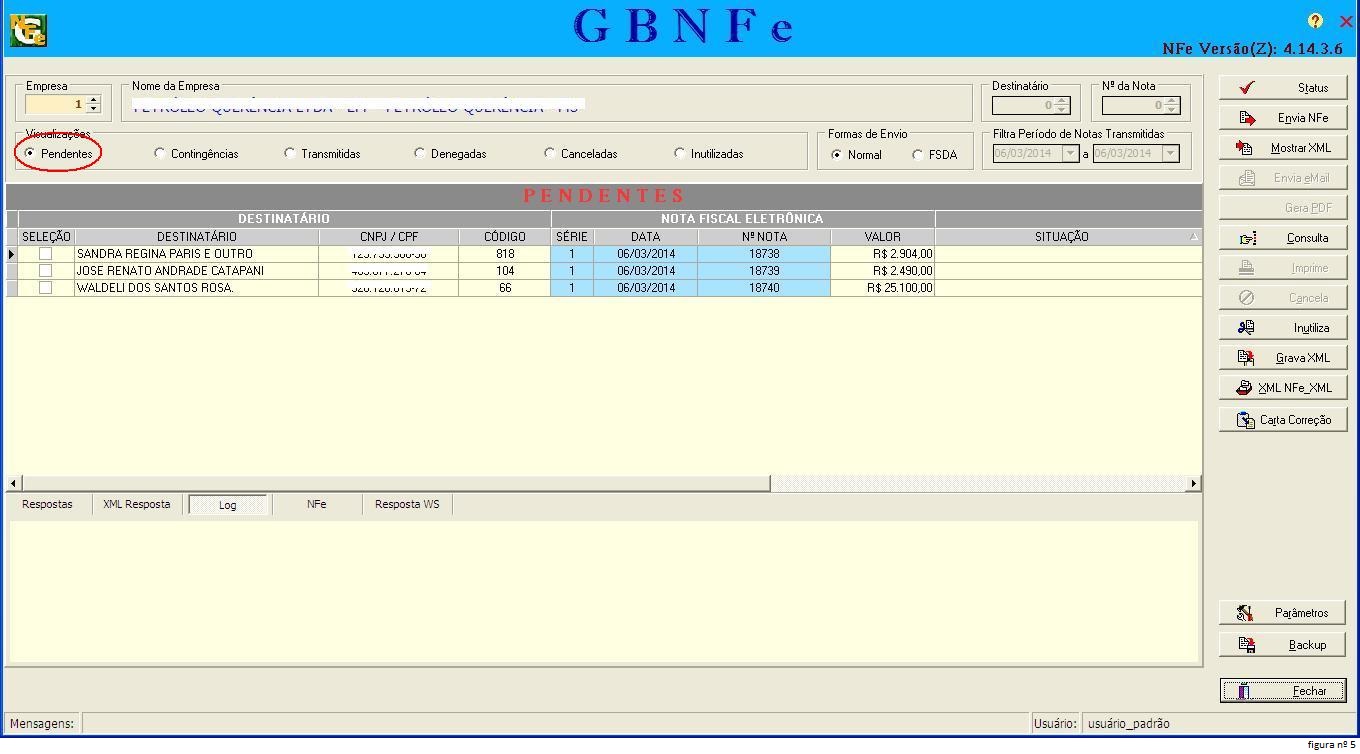 GBNFe
NFe Versão(Z): 4.14.3.6
Empresa
1
Nome da Empresa
Destinatário
0
Nº da Nota
0
Visualizações
Pendentes
Contingências
Transmitidas
Denegadas
Canceladas
Inutilizadas
Formas de Envio
Normal
FSDA
Filtra Período de Notas Transmitidas
06/03/2014 a 06/03/2014
PENDENTES
DESTINATÁRIO NOTA FISCAL ELETRÔNICA
SELEÇÃO DESTINATÁRIO CNPJ / CPF CÓDIGO SÉRIE DATA Nº NOTA VALOR SITUAÇÃO
SANDRA REGINA PARIS E OUTRO 818 1 06/03/2014 18738 R$ 2.904,00
JOSE RENATO ANDRADE CATAPANI 104 1 06/03/2014 18739 R$ 2.490,00
WALDELI DOS SANTOS ROSA. 66 1 06/03/2014 18740 R$ 25.100,00
Respostas XML Resposta Log NFe Resposta WS
Status
Envia NFe
Mostrar XML
Envia eMail
Gera PDF
Consulta
Imprime
Cancela
Inutiliza
Grava XML
XML NFe_XML
Carta Correção
Parâmetros
Backup
Fechar
Mensagens:
Usuário: usuário_padrão
figura nº 5